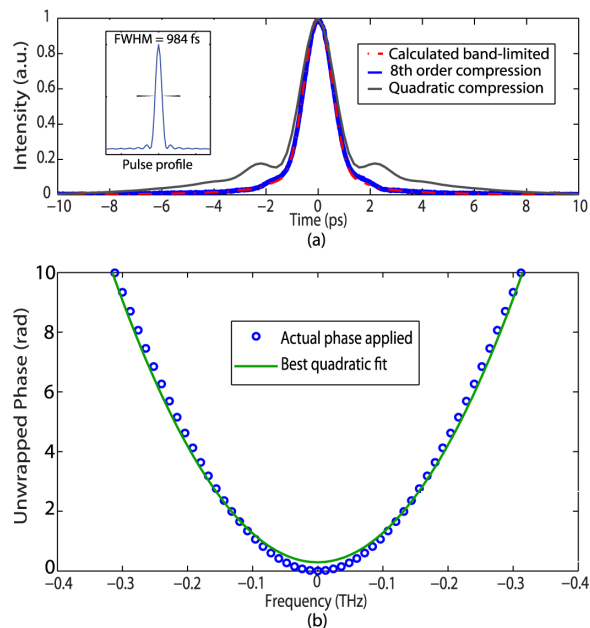 (a)
1
0.8
0.6
0.4
0.2
0
Intensity (a.u.)
FWHM = 984 fs
Pulse profile
Calculated band-limited
8th order compression
Quadratic compression
−10 −8 −6 −4 −2 0 2 4 6 8 10
Time (ps)
(a)
(b)
10
8
6
4
2
0
Unwrapped Phase (rad)
Actual phase applied
Best quadratic fit
−0.4 −0.3 −0.2 −0.1 0 −0.1 −0.2 −0.3 −0.4
Frequency (THz)
(b)